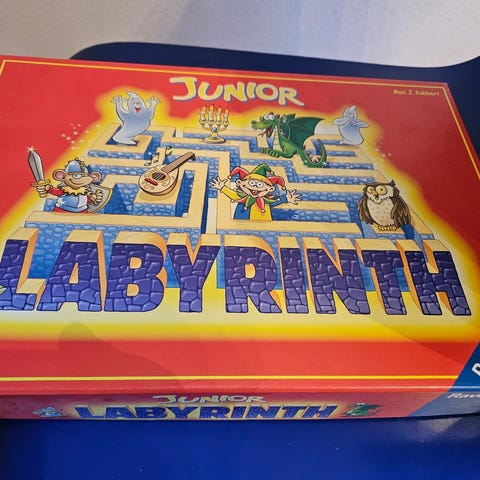 JUNIOR
Max J. Kobbert
LABYRINTH
JUNIOR
LABYRINTH